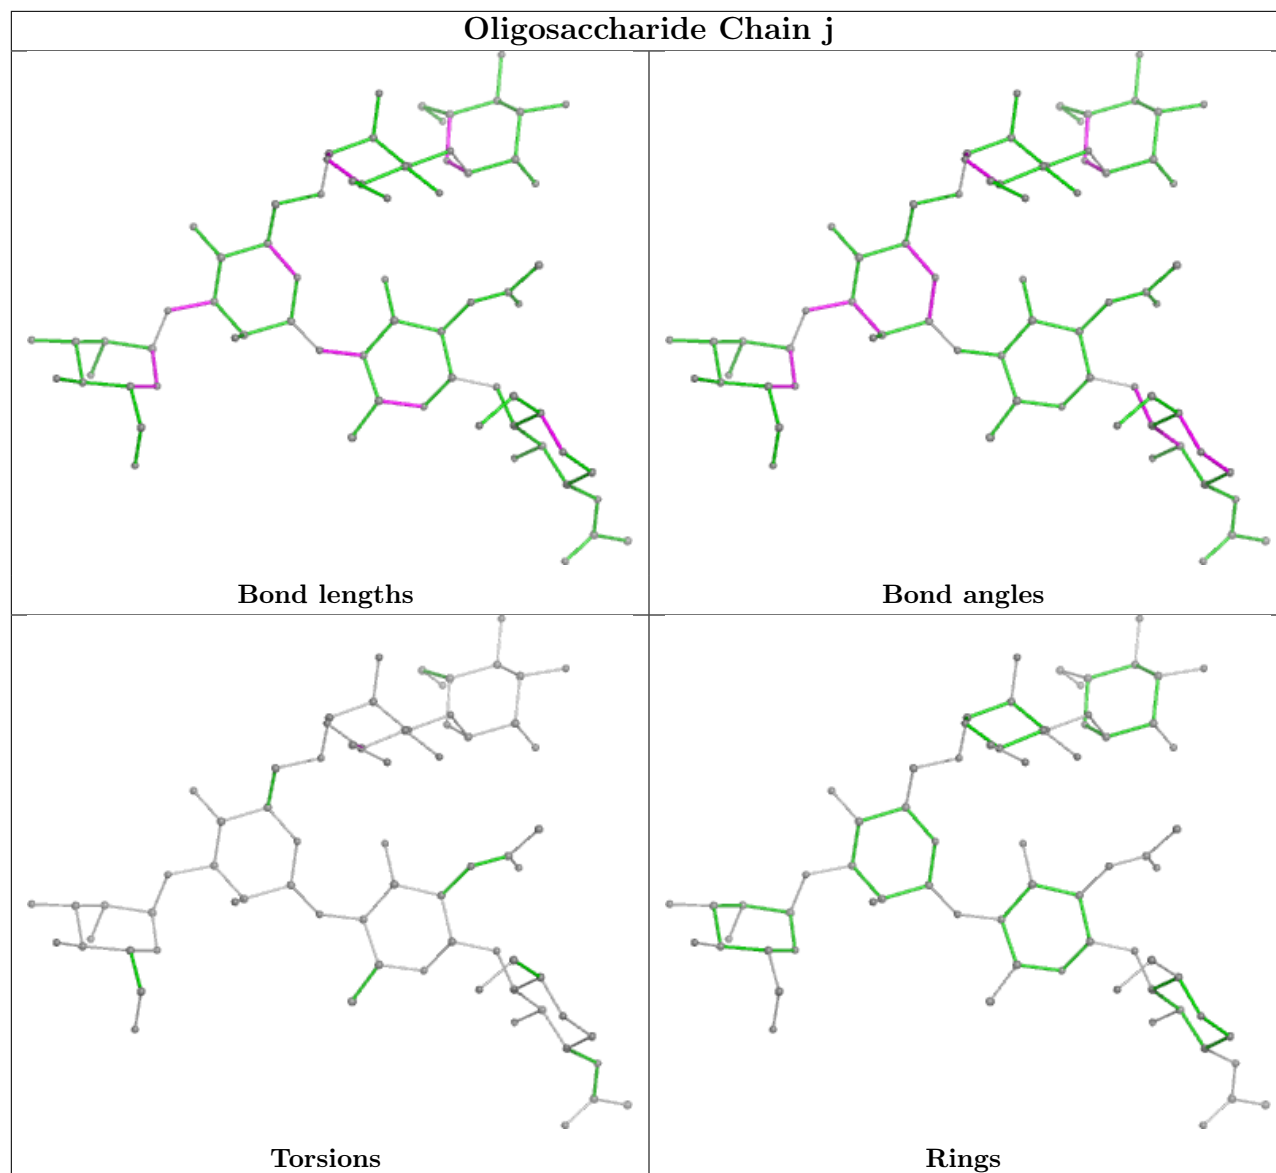 Oligosaccharide Chain j
Bond lengths
Bond angles
Torsions
Rings